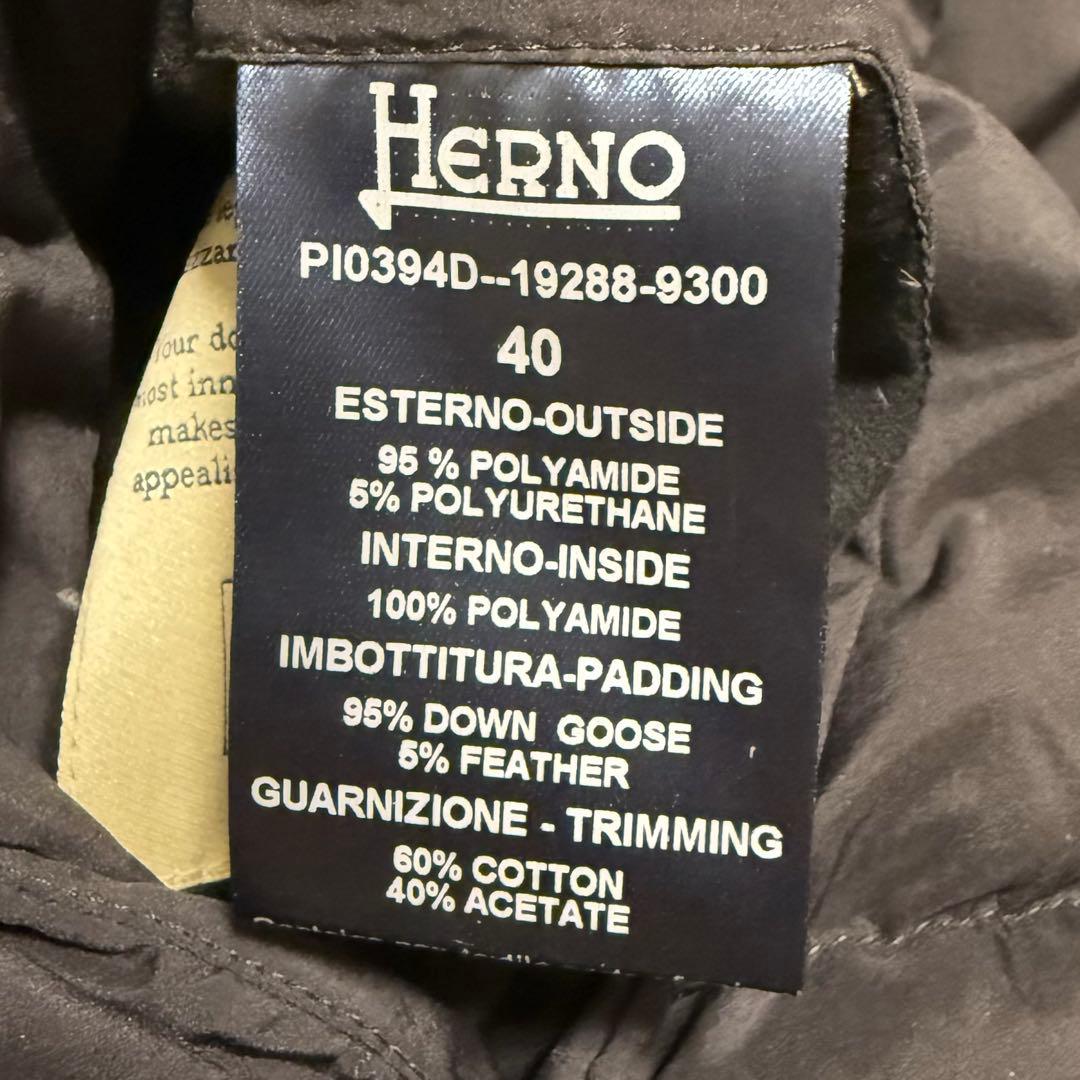 HERNO
PI0394D--19288-9300
40
ESTERNO-OUTSIDE
95 % POLYAMIDE
5% POLYURETHANE
INTERNO-INSIDE
100% POLYAMIDE
IMBOTTITURA-PADDING
95% DOWN GOOSE
5% FEATHER
GUARNIZIONE - TRIMMING
60% COTTON
40% ACETATE
Your
makes